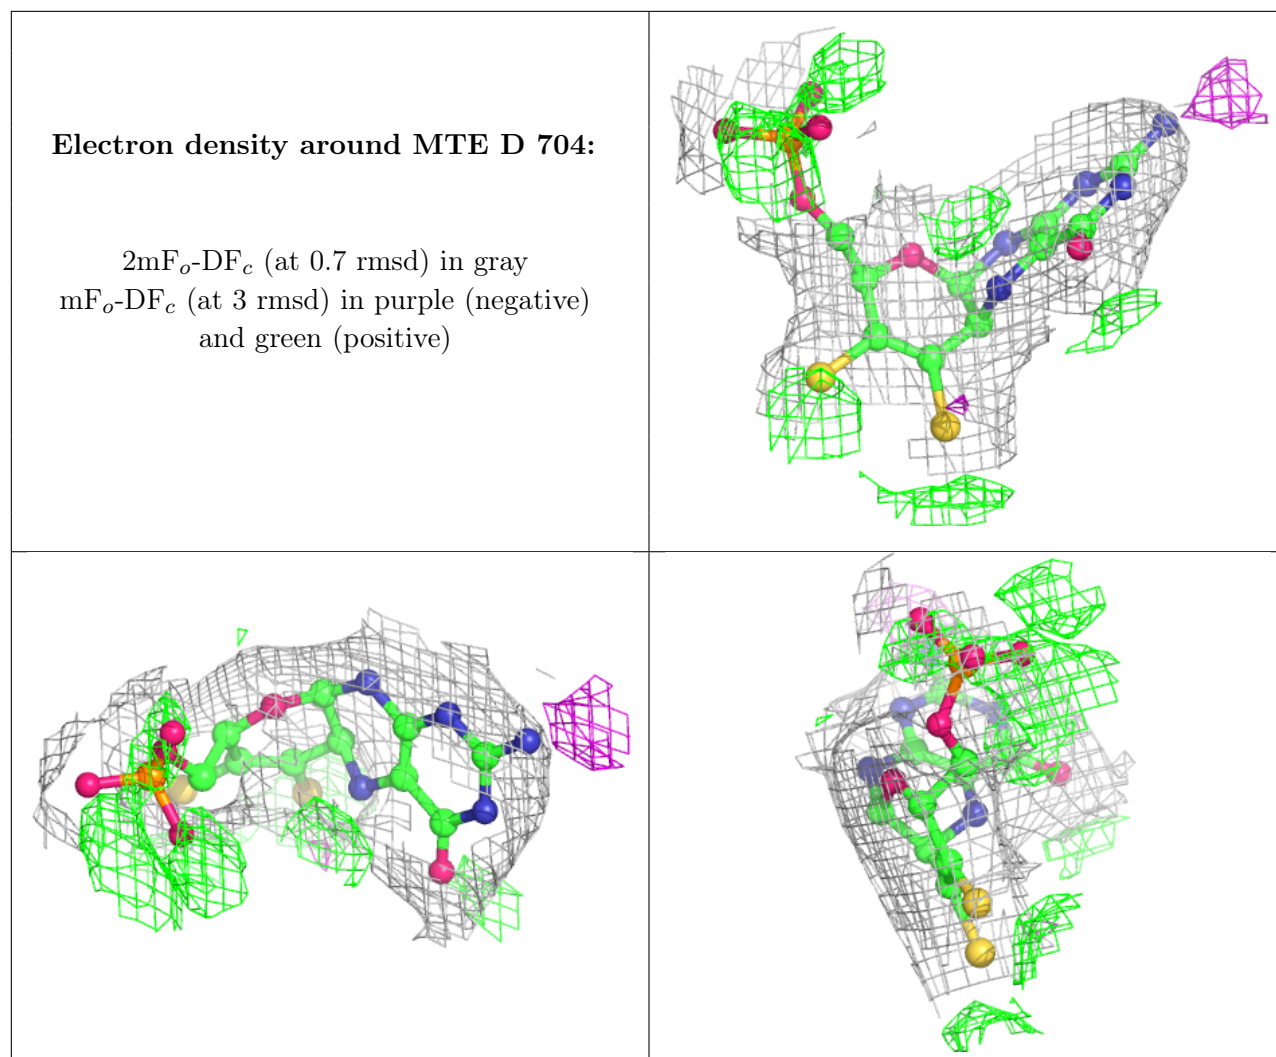 Electron density around MTE D 704:
2mFo-DFc (at 0.7 rmsd) in gray
mFo-DFc (at 3 rmsd) in purple (negative)
and green (positive)